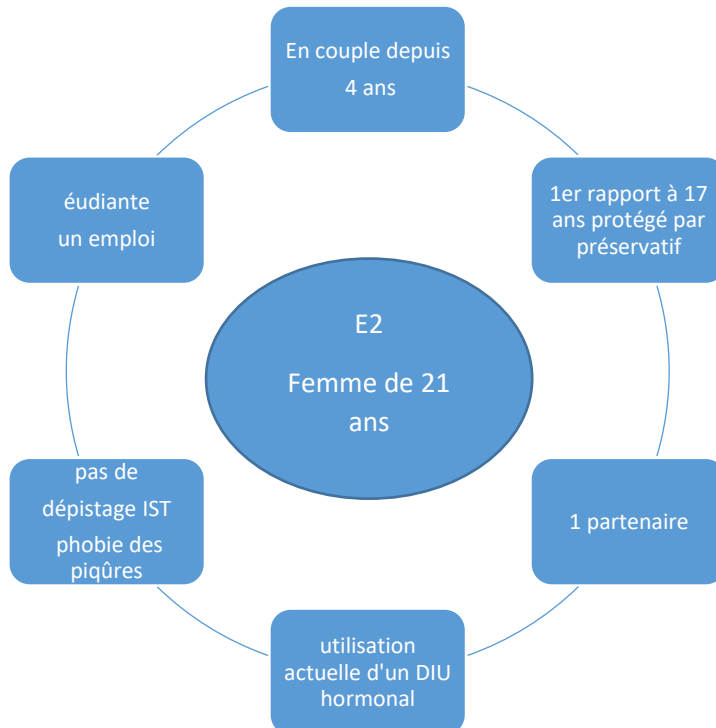 En couple depuis
4 ans
1er rapport à 17
ans protégé par
préservatif
1 partenaire
utilisation
actuelle d'un DIU
hormonal
pas de
dépistage IST
phobie des
piqûres
éudiante
un emploi
E2
Femme de 21
ans